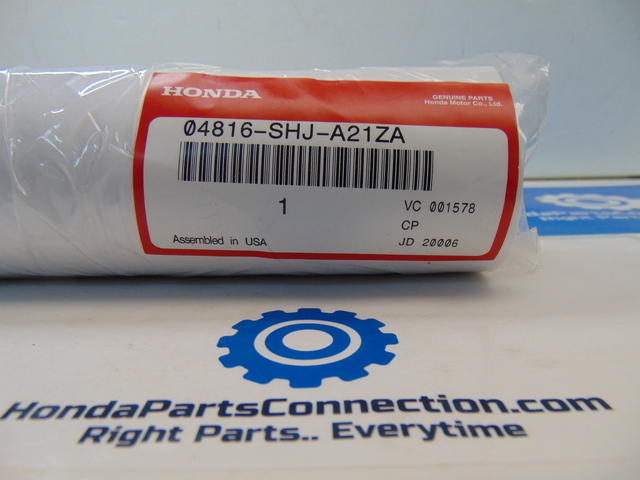 HONDA
GENUINE PARTS
Honda Motor Co., Ltd.
04816-SHJ-A21ZA
1
VC 001578
CP
Assembled in USA
JD 20006
HondaPartsConnection.com
Right Parts.. Everytime